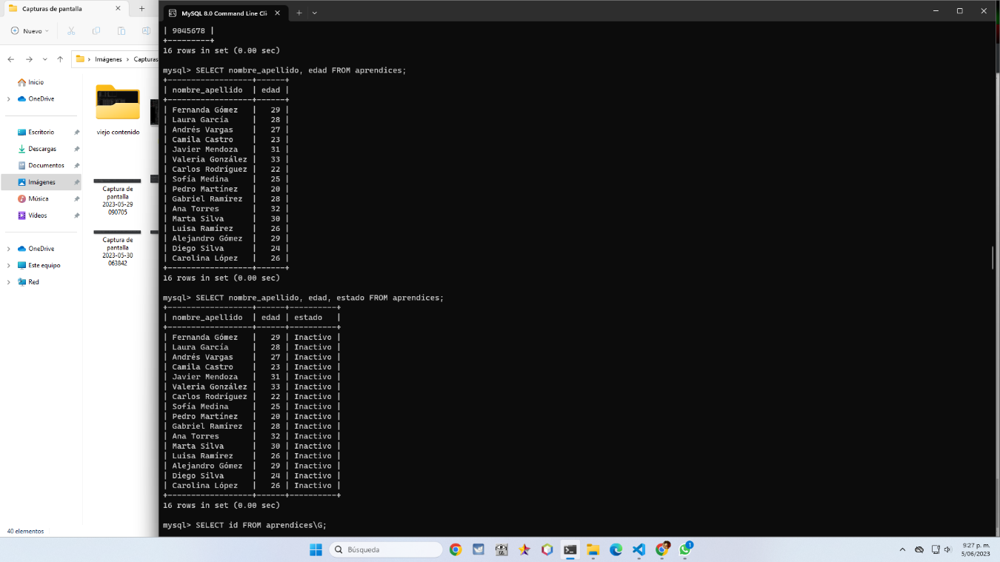 Capturas de pantalla
Nuevo
Imágenes
Capturas
Inicio
OneDrive
Escritorio
Descargas
Documentos
Imágenes
Música
Vídeos
OneDrive
Este equipo
Red
viejo contenido
Captura de
pantalla
2023-05-29
090705
Captura de
pantalla
2023-05-30
063842
40 elementos
MySQL 8.0 Command Line Cli
| 9045678 |
+---------+
16 rows in set (0.00 sec)
mysql> SELECT nombre_apellido, edad FROM aprendices;
+------------------+------+
| nombre_apellido  | edad |
+------------------+------+
| Fernanda Gómez   |   29 |
| Laura García     |   28 |
| Andrés Vargas    |   27 |
| Camila Castro    |   23 |
| Javier Mendoza   |   31 |
| Valeria González |   33 |
| Carlos Rodríguez |   22 |
| Sofía Medina     |   25 |
| Pedro Martínez   |   20 |
| Gabriel Ramírez  |   28 |
| Ana Torres       |   32 |
| Marta Silva      |   30 |
| Luisa Ramírez    |   26 |
| Alejandro Gómez  |   29 |
| Diego Silva      |   24 |
| Carolina López   |   26 |
+------------------+------+
16 rows in set (0.00 sec)
mysql> SELECT nombre_apellido, edad, estado FROM aprendices;
+------------------+------+----------+
| nombre_apellido  | edad | estado   |
+------------------+------+----------+
| Fernanda Gómez   |   29 | Inactivo |
| Laura García     |   28 | Inactivo |
| Andrés Vargas    |   27 | Inactivo |
| Camila Castro    |   23 | Inactivo |
| Javier Mendoza   |   31 | Inactivo |
| Valeria González |   33 | Inactivo |
| Carlos Rodríguez |   22 | Inactivo |
| Sofía Medina     |   25 | Inactivo |
| Pedro Martínez   |   20 | Inactivo |
| Gabriel Ramírez  |   28 | Inactivo |
| Ana Torres       |   32 | Inactivo |
| Marta Silva      |   30 | Inactivo |
| Luisa Ramírez    |   26 | Inactivo |
| Alejandro Gómez  |   29 | Inactivo |
| Diego Silva      |   24 | Inactivo |
| Carolina López   |   26 | Inactivo |
+------------------+------+----------+
16 rows in set (0.00 sec)
mysql> SELECT id FROM aprendices\G;
Búsqueda
1
9:27 p. m.
5/06/2023